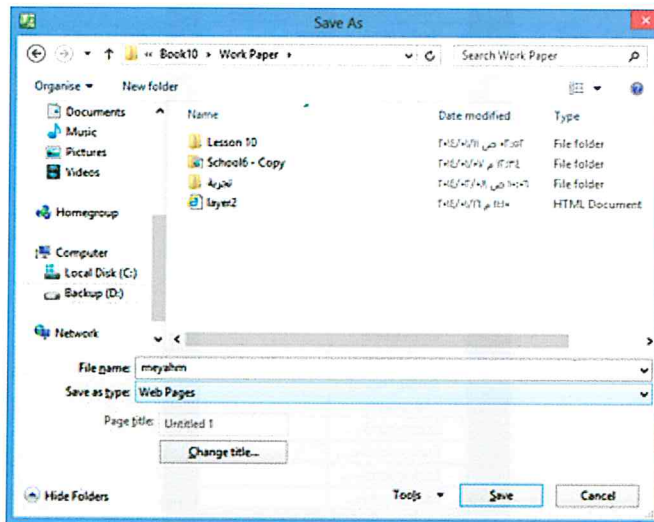 Save As
Book10 Work Paper
Search Work Paper
Organise New folder
Documents
Music
Pictures
Videos
Homegroup
Computer
Local Disk (C:)
Backup (D:)
Network
Name Date modified Type
Lesson 10 File folder
School6 - Copy File folder
تجربة File folder
layer2 HTML Document
File name: meyahm
Save as type: Web Pages
Page title: Untitled 1
Change title...
Hide Folders Tools Save Cancel